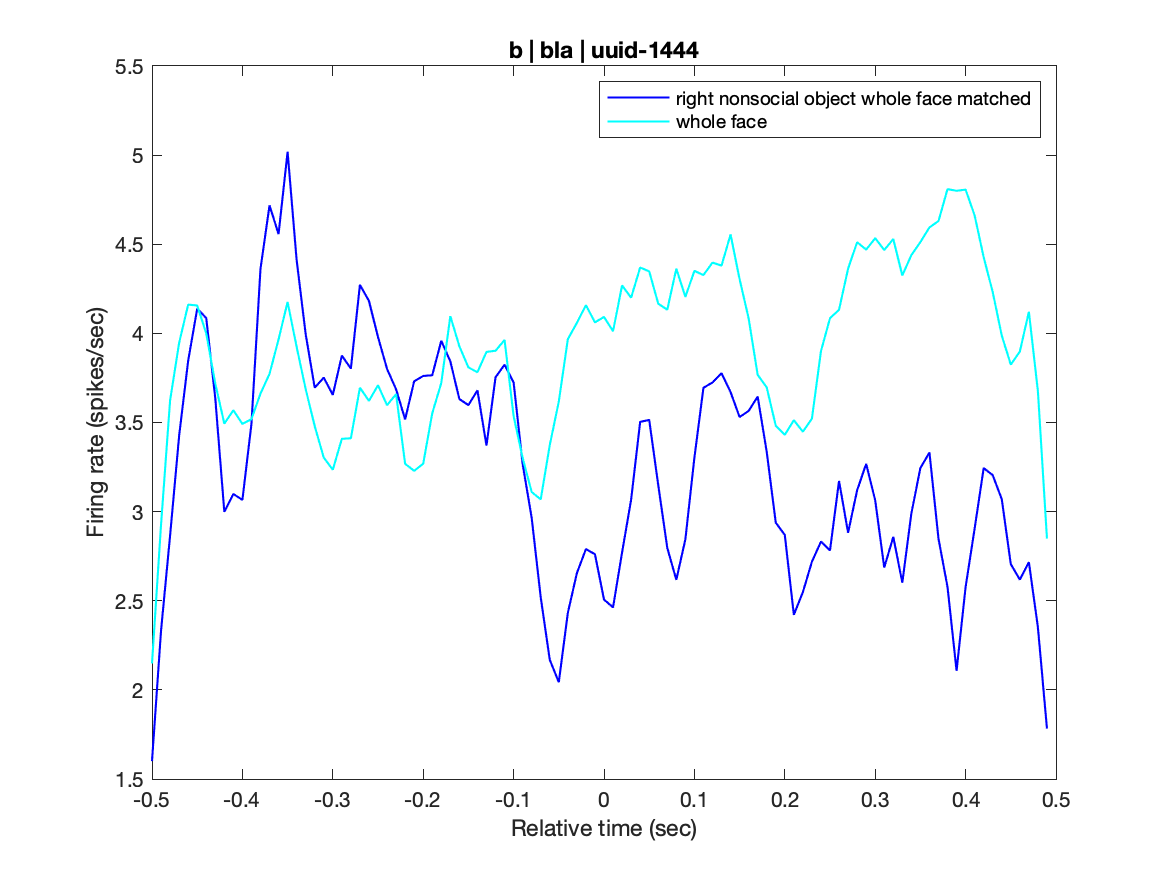 b | bla | uuid-1444
5.5
5
4.5
4
3.5
3
2.5
2
1.5
Firing rate (spikes/sec)
right nonsocial object whole face matched
whole face
-0.5 -0.4 -0.3 -0.2 -0.1 0 0.1 0.2 0.3 0.4 0.5
Relative time (sec)